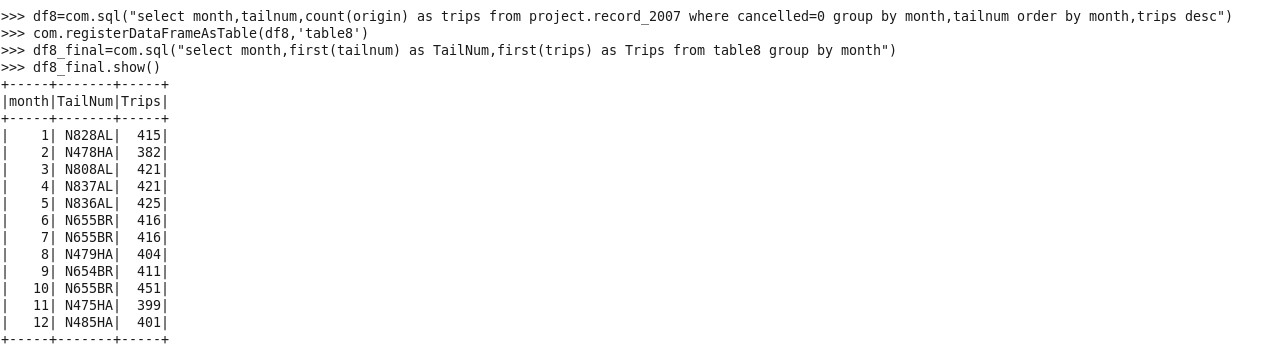 >>> df8=com.sql("select month,tailnum,count(origin) as trips from project.record_2007 where cancelled=0 group by month,tailnum order by month,trips desc")
>>> com.registerDataFrameAsTable(df8,'table8')
>>> df8_final=com.sql("select month,first(tailnum) as TailNum,first(trips) as Trips from table8 group by month")
>>> df8_final.show()
+-----+-------+-----+
|month|TailNum|Trips|
+-----+-------+-----+
|    1| N828AL|  415|
|    2| N478HA|  382|
|    3| N808AL|  421|
|    4| N837AL|  421|
|    5| N836AL|  425|
|    6| N655BR|  416|
|    7| N655BR|  416|
|    8| N479HA|  404|
|    9| N654BR|  411|
|   10| N655BR|  451|
|   11| N475HA|  399|
|   12| N485HA|  401|
+-----+-------+-----+